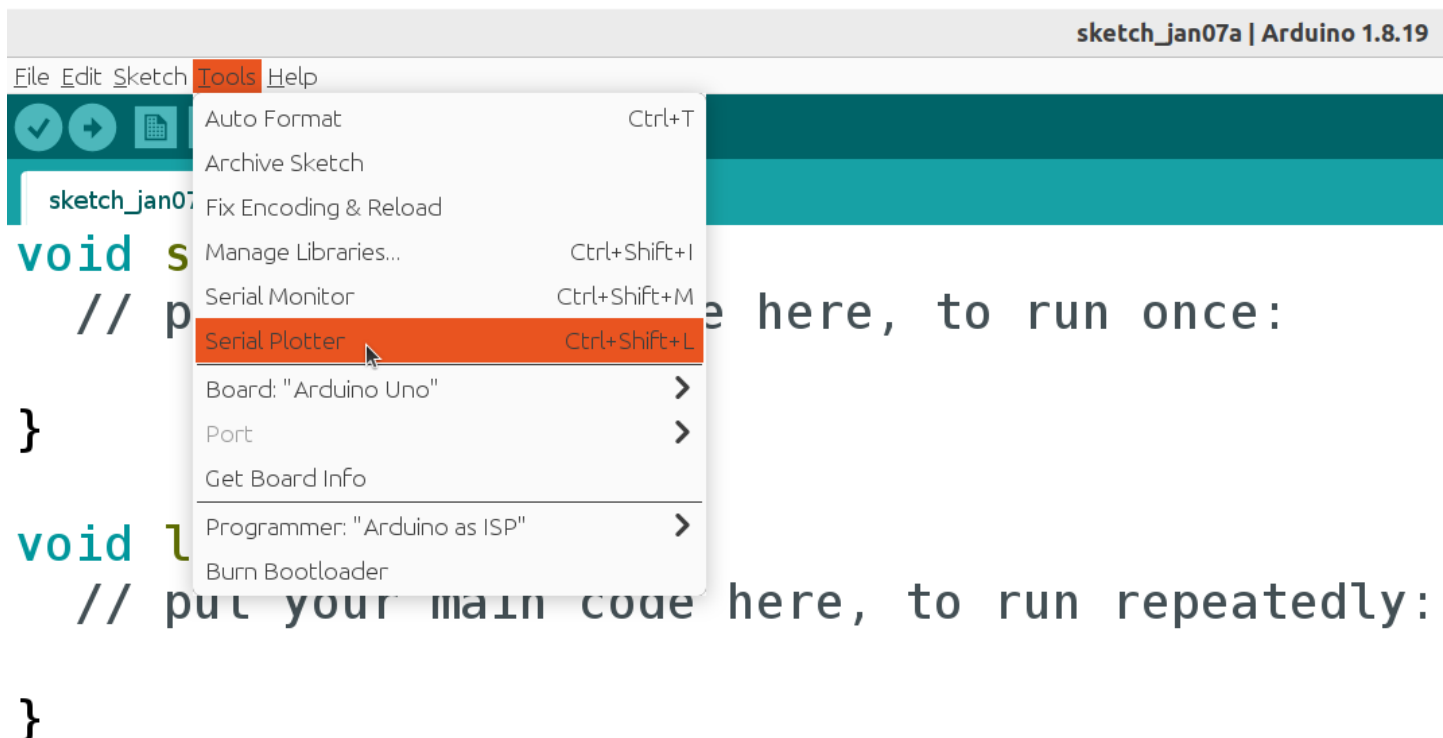 sketch_jan07a | Arduino 1.8.19
File Edit Sketch Tools Help
Auto Format Ctrl+T
Archive Sketch
sketch_jan07
Fix Encoding & Reload
void s
Manage Libraries... Ctrl+Shift+I
Serial Monitor Ctrl+Shift+M
// p e here, to run once:
Serial Plotter Ctrl+Shift+L
Board: "Arduino Uno"
}
Port
Get Board Info
Programmer: "Arduino as ISP"
void l
Burn Bootloader
// put your main code here, to run repeatedly:
}